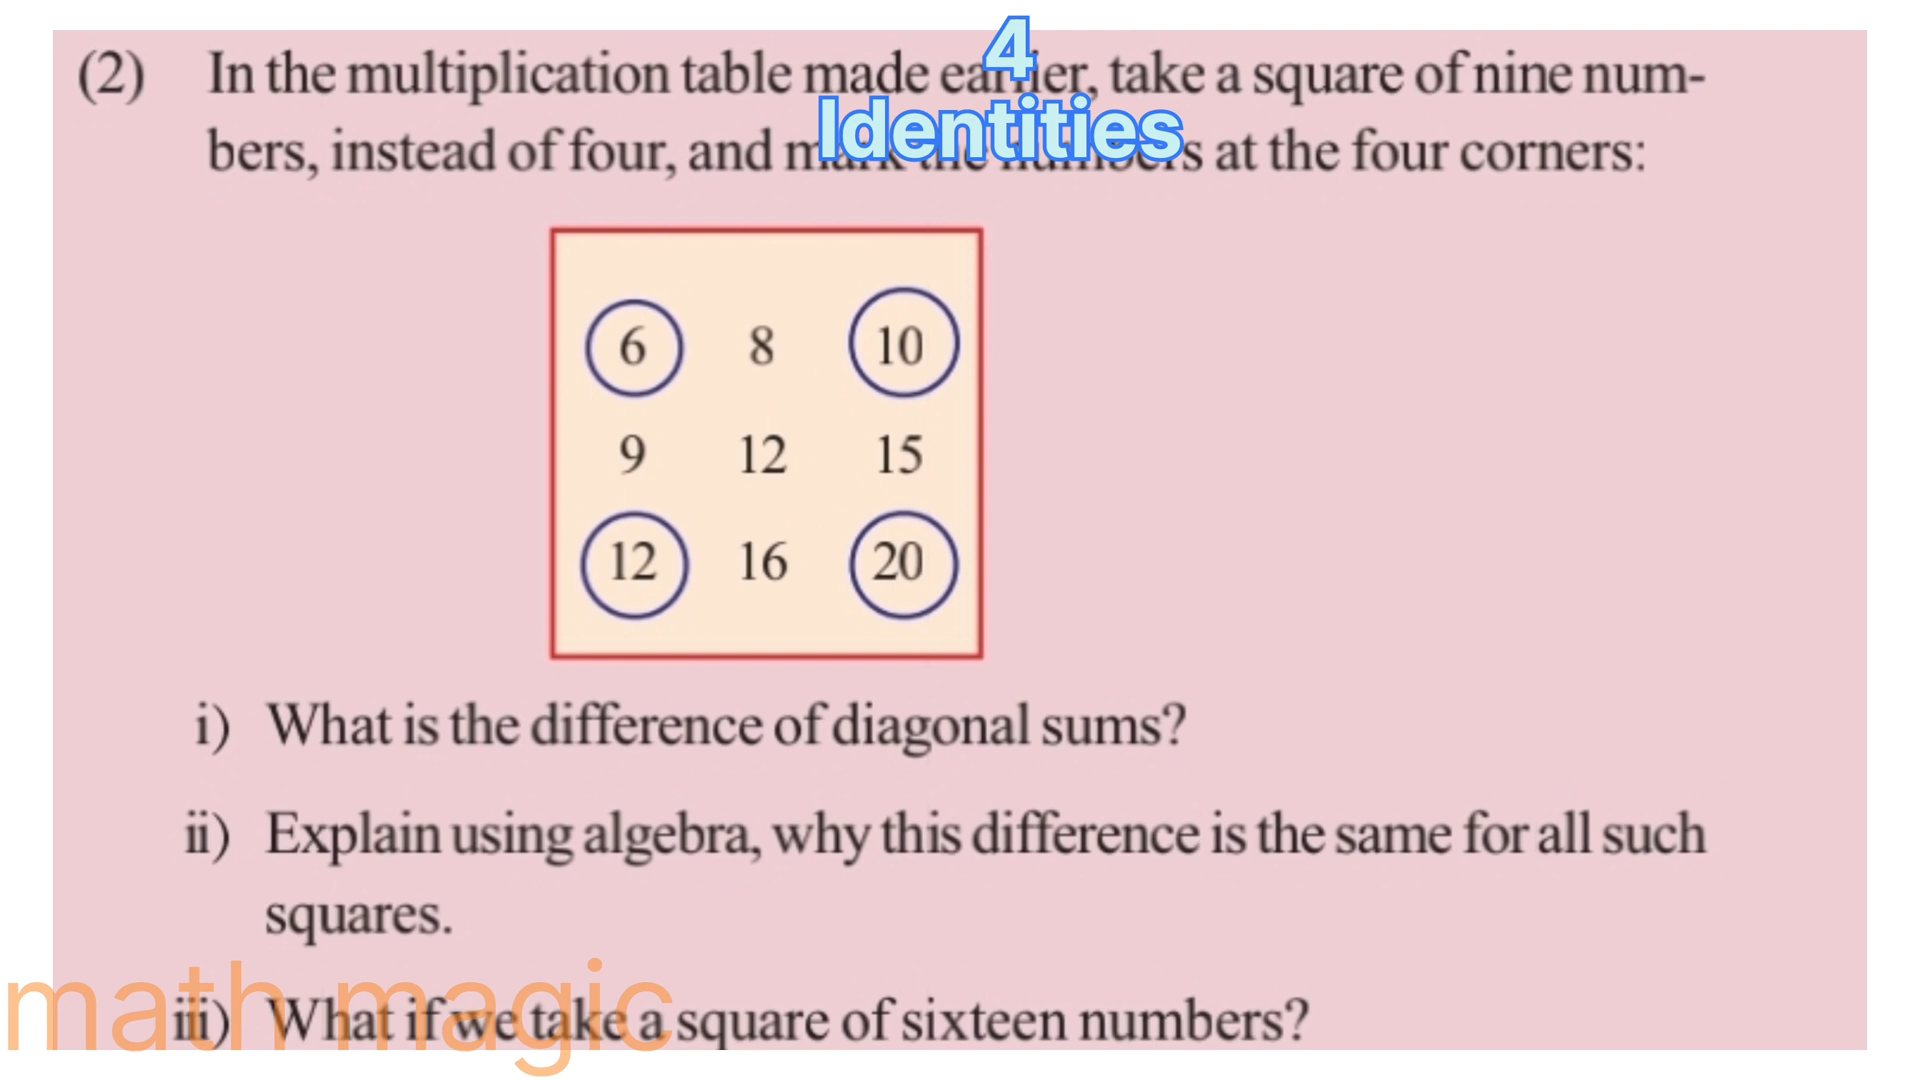 4
Identities
(2) In the multiplication table made earlier, take a square of nine num-
bers, instead of four, and mark the numbers at the four corners:
6 8 10
9 12 15
12 16 20
i) What is the difference of diagonal sums?
ii) Explain using algebra, why this difference is the same for all such
squares.
iii) What if we take a square of sixteen numbers?
math magic